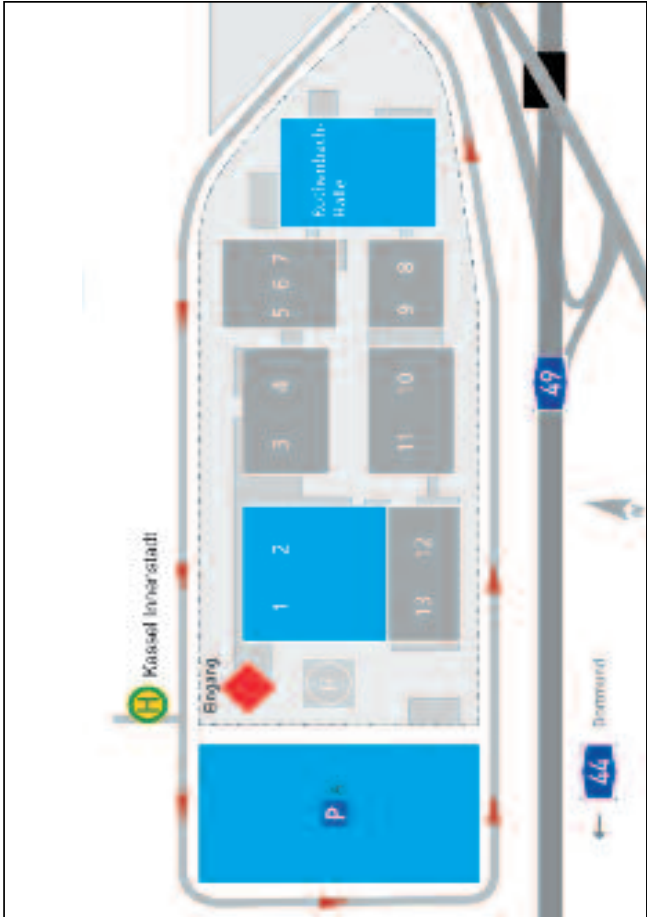 Rothenbach-
Halle
5 6 7
9 8
3 4
11 10
1 2
13 12
49
H Kassel Innenstadt
Eingang
H
P
44
Dortmund